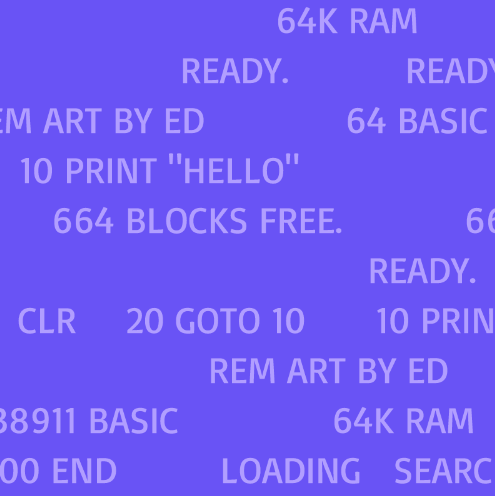 64K RAM
READY. READY
EM ART BY ED 64 BASIC
10 PRINT "HELLO"
664 BLOCKS FREE. 66
READY.
CLR 20 GOTO 10 10 PRIN
REM ART BY ED
38911 BASIC 64K RAM
00 END LOADING SEARC